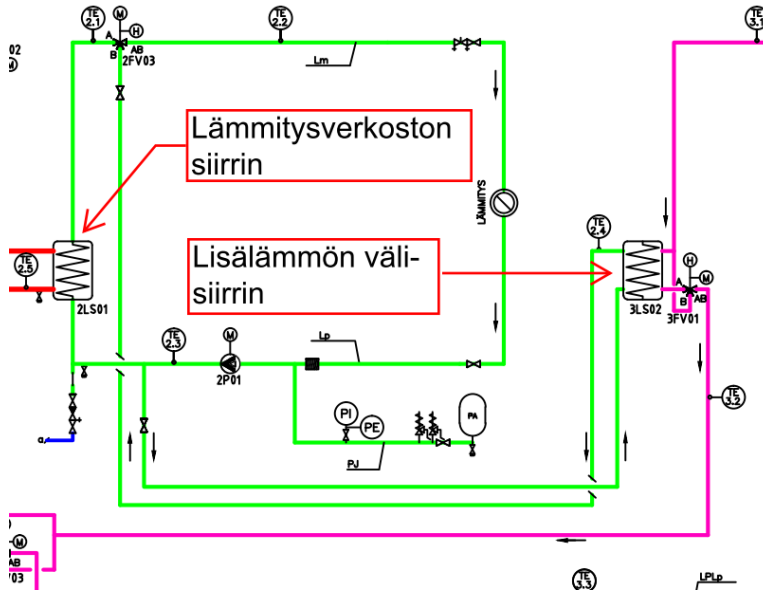 TE 2.1
M
H
A
AB
B
2FV03
TE 2.2
Lm
TE 3.1
02
Lämmitysverkoston
siirrin
LÄMMITYS
TE 2.4
Lisälämmön väli-
siirrin
TE 2.5
2LS01
3LS02
H
M
A
B
AB
3FV01
TE 2.3
M
2P01
Lp
TE 3.2
PI
PE
PA
PJ
M
AB
V03
TE 3.3
LPLp